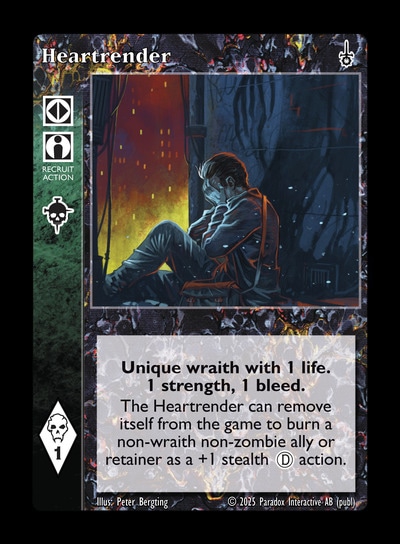 Heartrender
RECRUIT
ACTION
Unique wraith with 1 life.
1 strength, 1 bleed.
The Heartrender can remove
itself from the game to burn a
non-wraith non-zombie ally or
retainer as a +1 stealth Ⓓ action.
1
Illus: Peter Bergting © 2025 Paradox Interactive AB (publ)